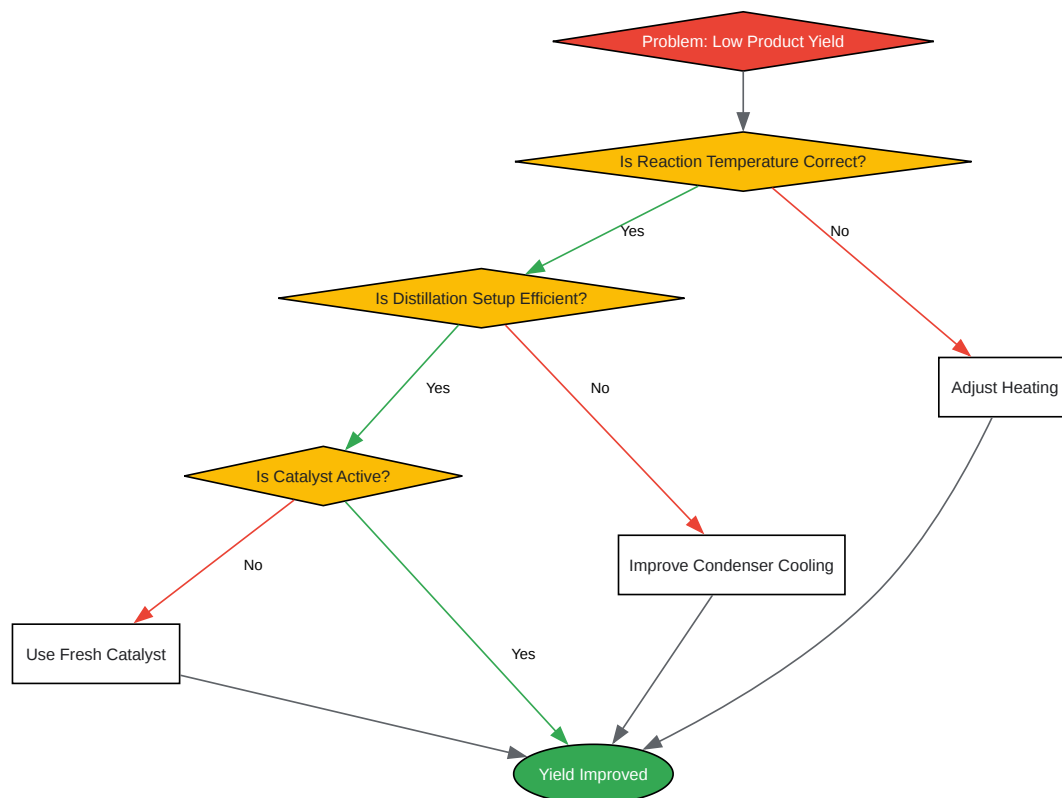 Problem: Low Product Yield
Is Reaction Temperature Correct?
Yes
No
Is Distillation Setup Efficient?
Yes
No
Adjust Heating
Is Catalyst Active?
No
Improve Condenser Cooling
Use Fresh Catalyst
Yes
Yield Improved